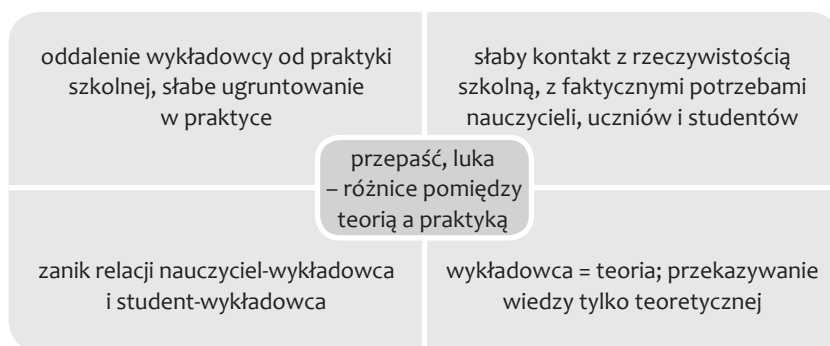 oddalenie wykładowcy od praktyki
szkolnej, słabe ugruntowanie
w praktyce
słaby kontakt z rzeczywistością
szkolną, z faktycznymi potrzebami
nauczycieli, uczniów i studentów
przepaść, luka
– różnice pomiędzy
teorią a praktyką
zanik relacji nauczyciel-wykładowca
i student-wykładowca
wykładowca = teoria; przekazywanie
wiedzy tylko teoretycznej